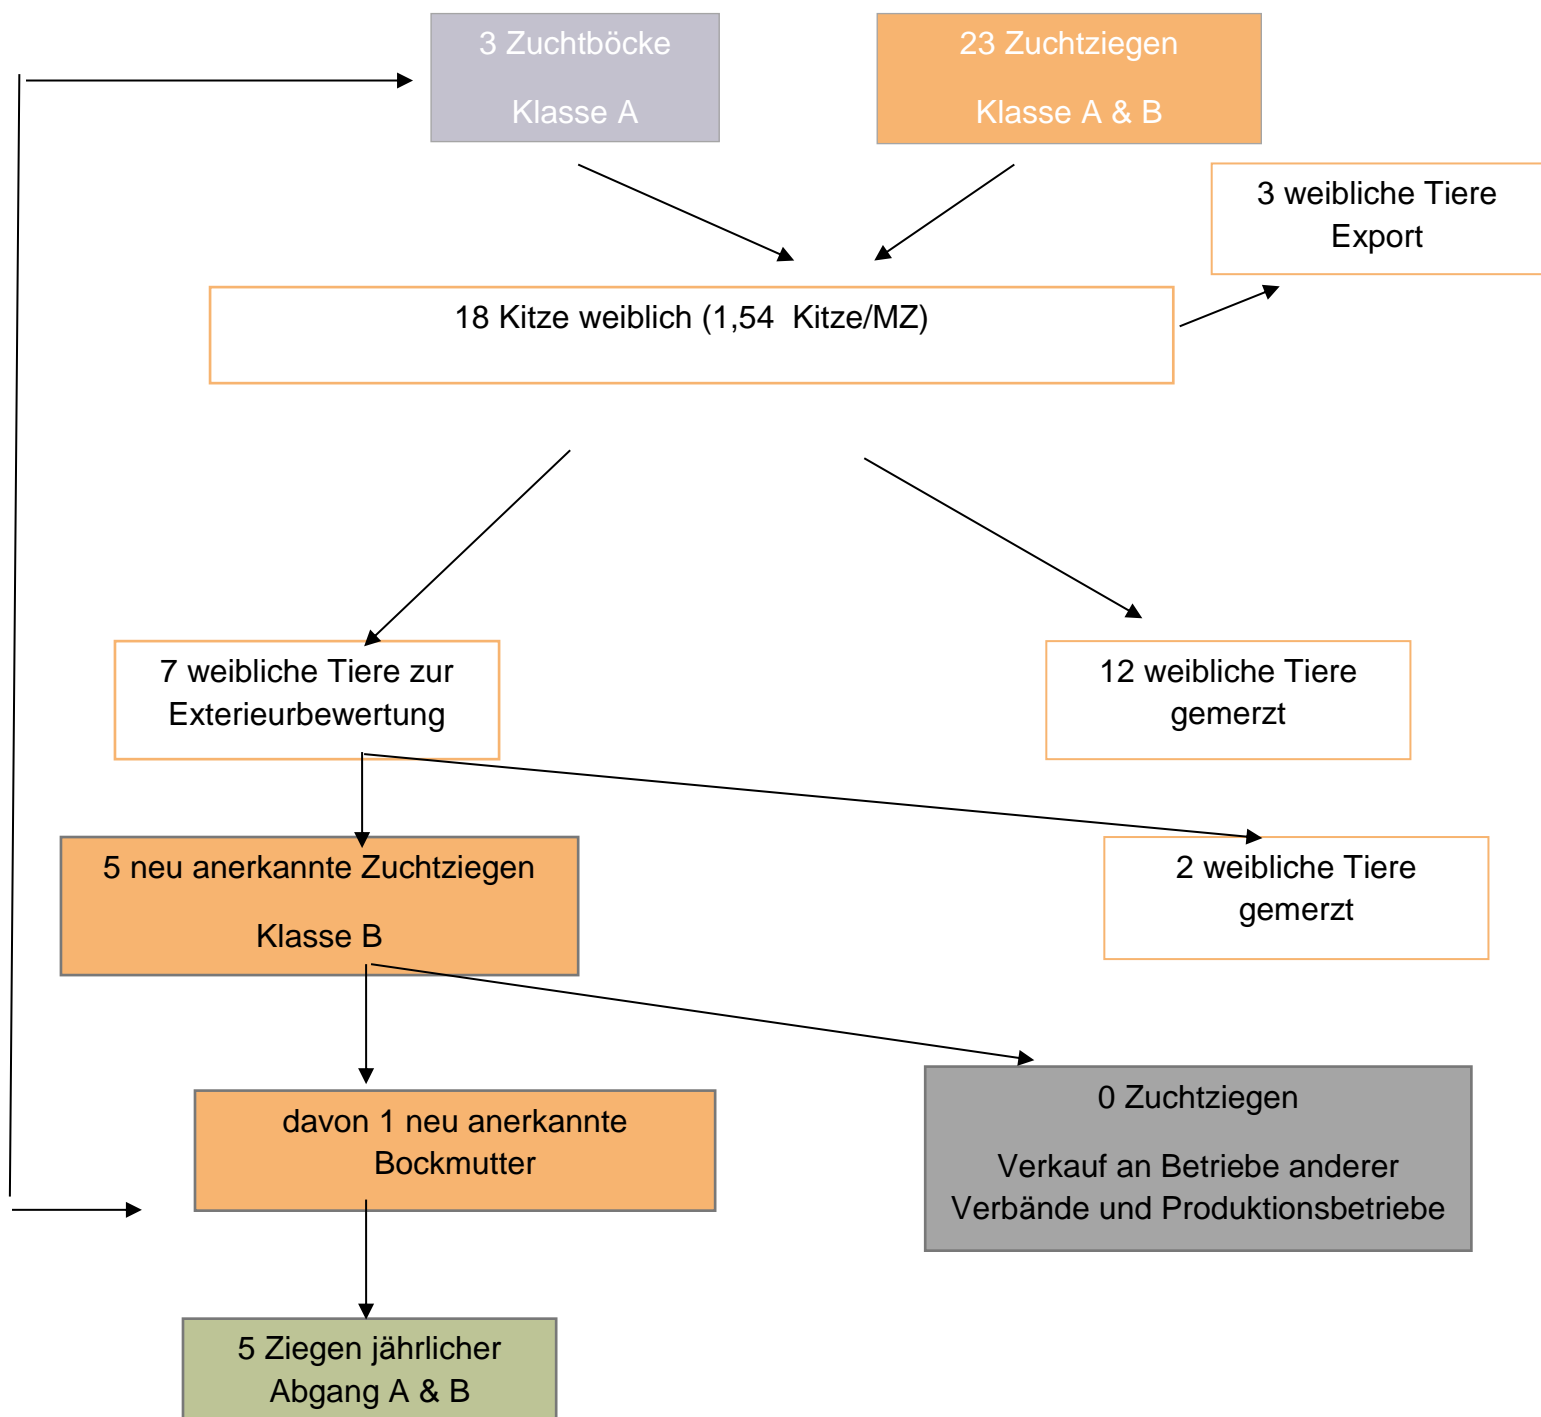 3 Zuchtböcke
Klasse A
23 Zuchtziegen
Klasse A & B
3 weibliche Tiere
Export
18 Kitze weiblich (1,54  Kitze/MZ)
7 weibliche Tiere zur
Exterieurbewertung
12 weibliche Tiere
gemerzt
5 neu anerkannte Zuchtziegen
Klasse B
2 weibliche Tiere
gemerzt
davon 1 neu anerkannte
Bockmutter
0 Zuchtziegen
Verkauf an Betriebe anderer
Verbände und Produktionsbetriebe
5 Ziegen jährlicher
Abgang A & B